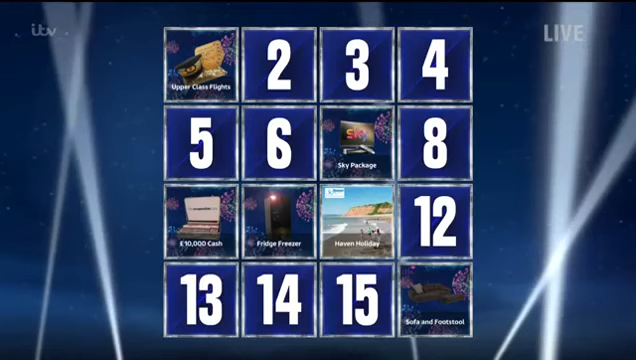 itv
LIVE
Upper Class Flights
2
3
4
5
6
sky
Sky Package
8
£10,000 Cash
Fridge Freezer
Haven Holiday
12
13
14
15
Sofa and Footstool